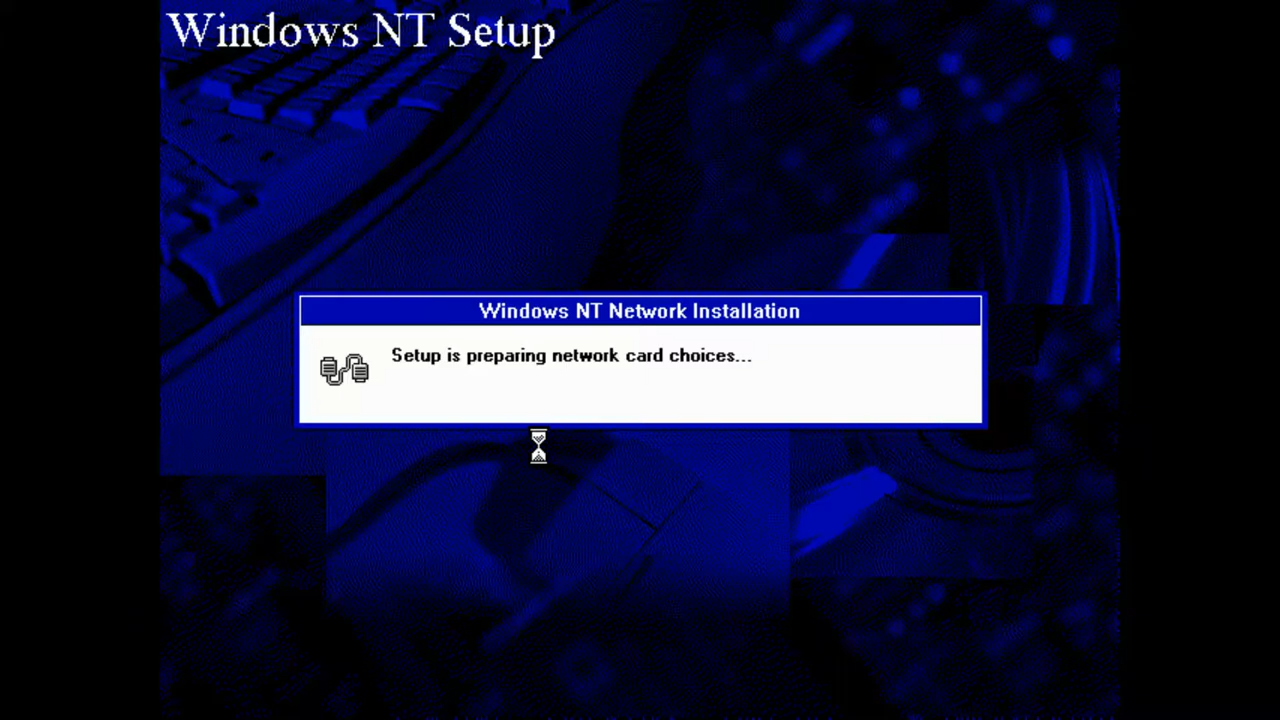 Windows NT Setup
Windows NT Network Installation
Setup is preparing network card choices...